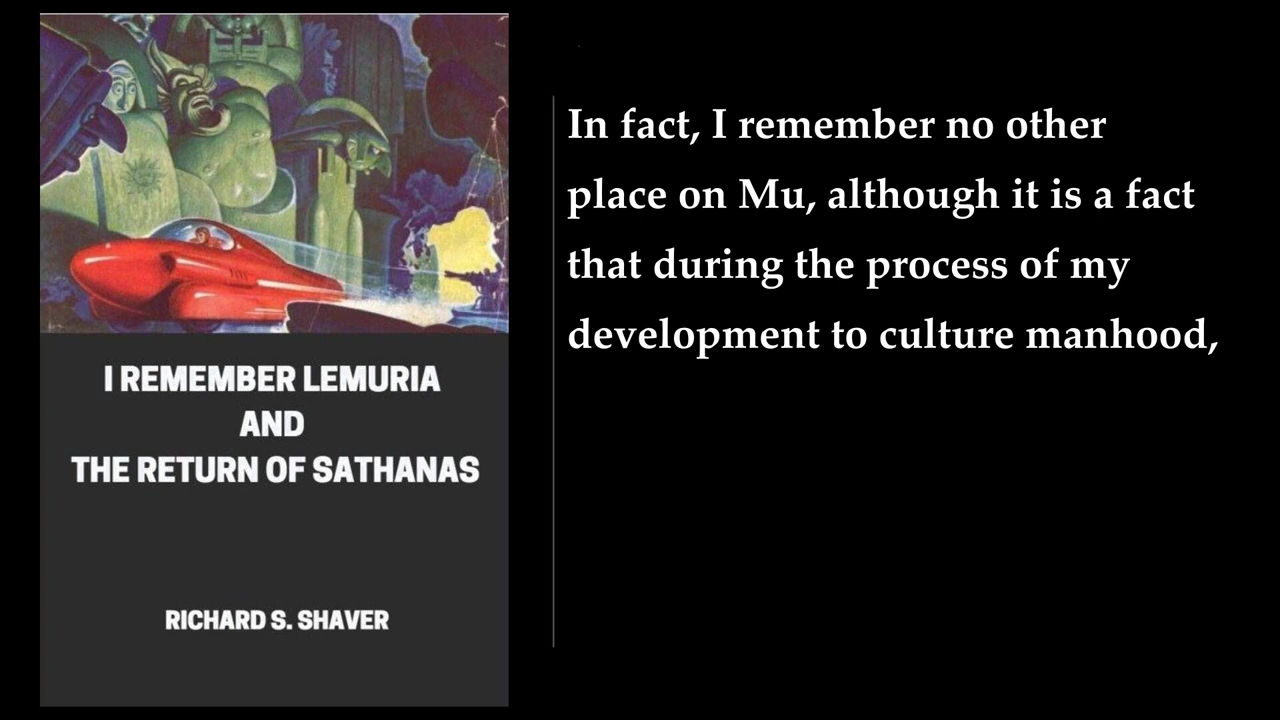 I REMEMBER LEMURIA
AND
THE RETURN OF SATHANAS
RICHARD S. SHAVER
In fact, I remember no other
place on Mu, although it is a fact
that during the process of my
development to culture manhood,